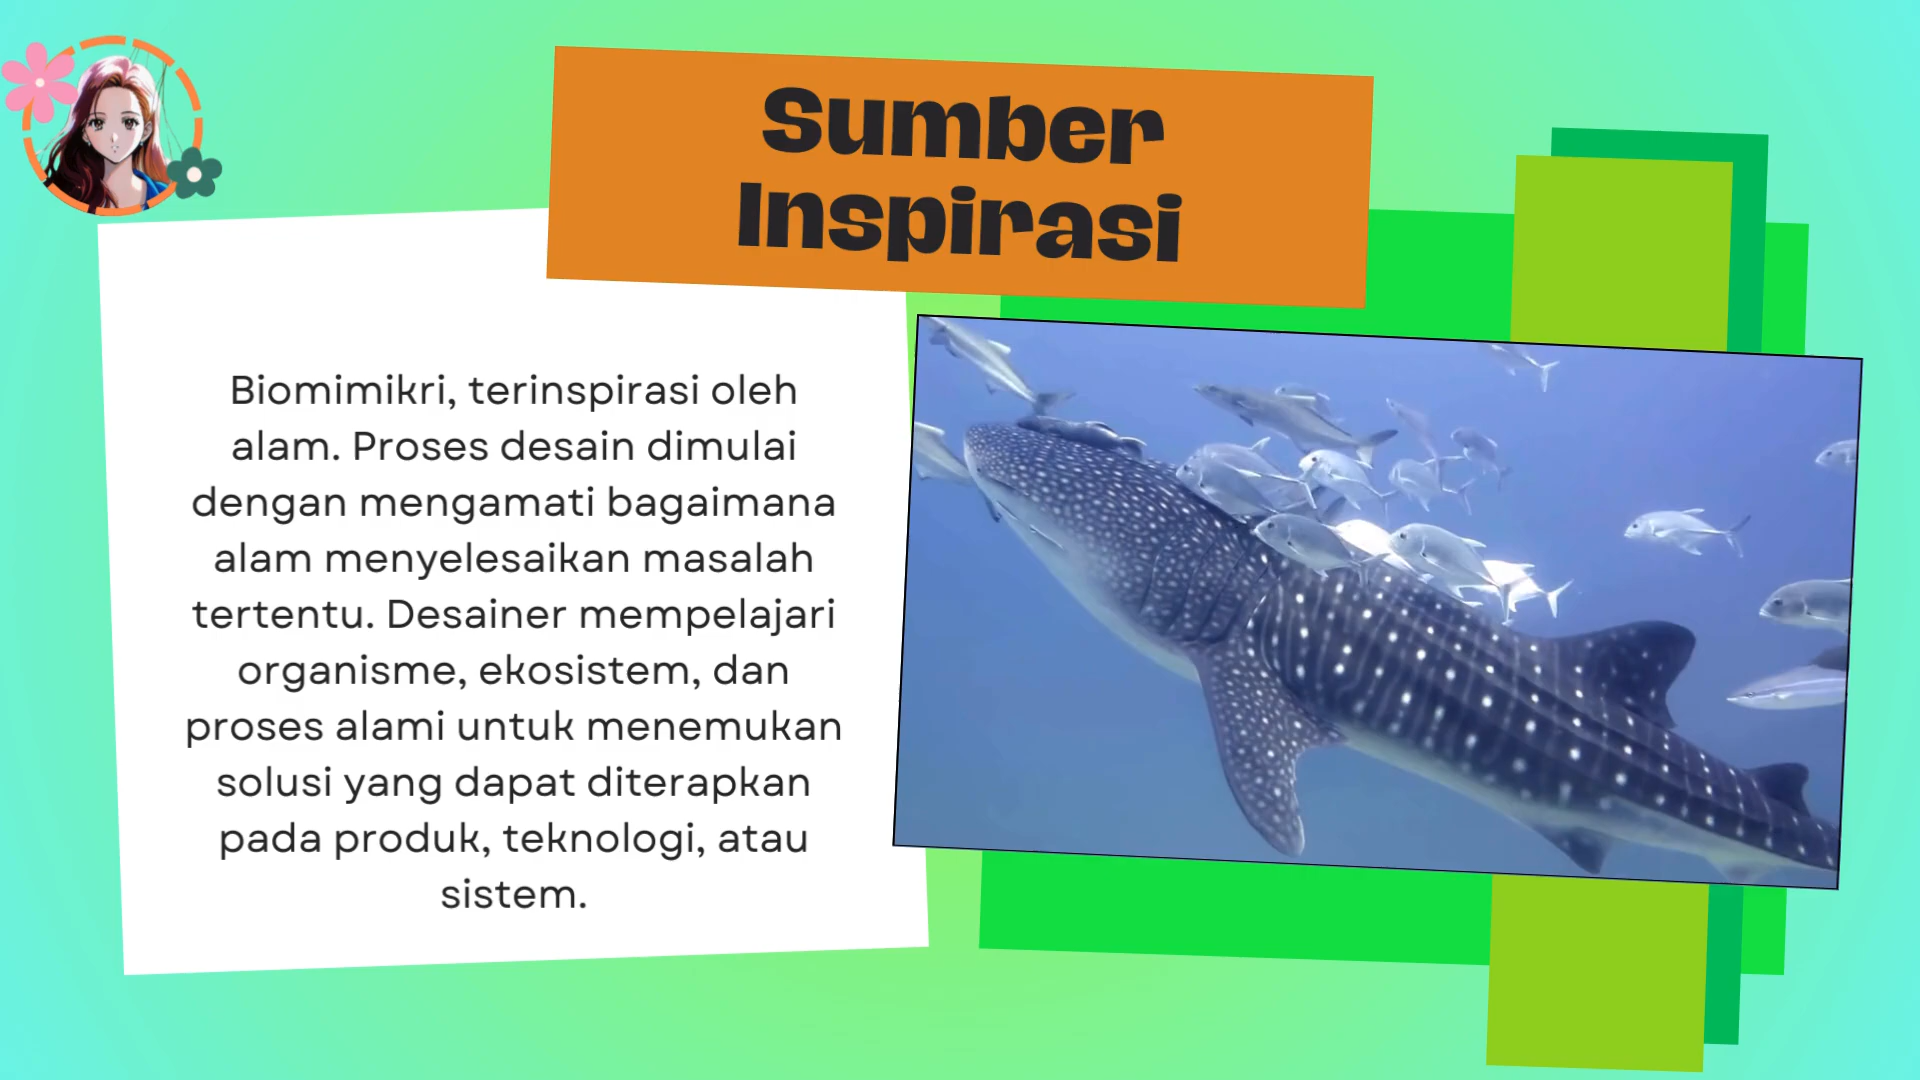 Sumber
Inspirasi
Biomimikri, terinspirasi oleh
alam. Proses desain dimulai
dengan mengamati bagaimana
alam menyelesaikan masalah
tertentu. Desainer mempelajari
organisme, ekosistem, dan
proses alami untuk menemukan
solusi yang dapat diterapkan
pada produk, teknologi, atau
sistem.